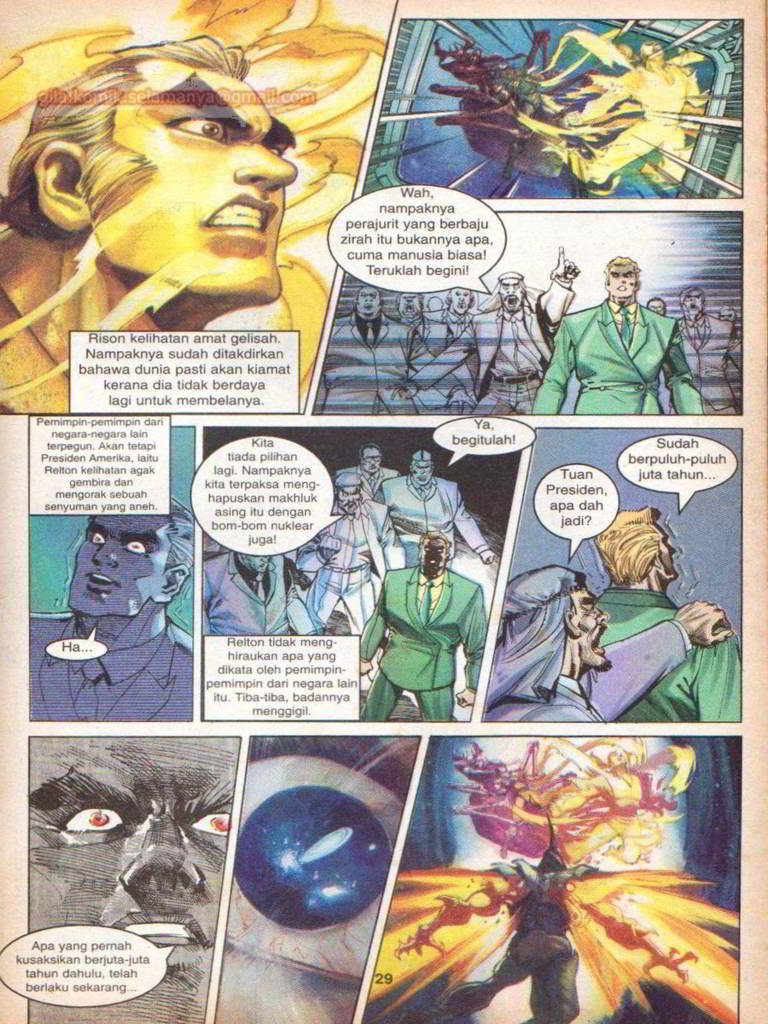 olla.komikselamanya@gmail.com
Rison kelihatan amat gelisah.
Nampaknya sudah ditakdirkan
bahawa dunia pasti akan kiamat
kerana dia tidak berdaya
lagi untuk membelanya.
Wah,
nampaknya
perajurit yang berbaju
zirah itu bukannya apa,
cuma manusia biasa!
Teruklah begini!
Pemimpin-pemimpin dari
negara-negara lain
terpegun. Akan tetapi
Presiden Amerika, iaitu
Relton kelihatan agak
gembira dan
mengorak sebuah
senyuman yang aneh.
Ha...
Kita
tiada pilihan
lagi. Nampaknya
kita terpaksa meng-
hapuskan makhluk
asing itu dengan
bom-bom nuklear
juga!
Ya,
begitulah!
Relton tidak meng-
hiraukan apa yang
dikata oleh pemimpin-
pemimpin dari negara lain
itu. Tiba-tiba, badannya
menggigil.
Tuan
Presiden,
apa dah
jadi?
Sudah
berpuluh-puluh
juta tahun...
Apa yang pernah
kusaksikan berjuta-juta
tahun dahulu, telah
berlaku sekarang...
29